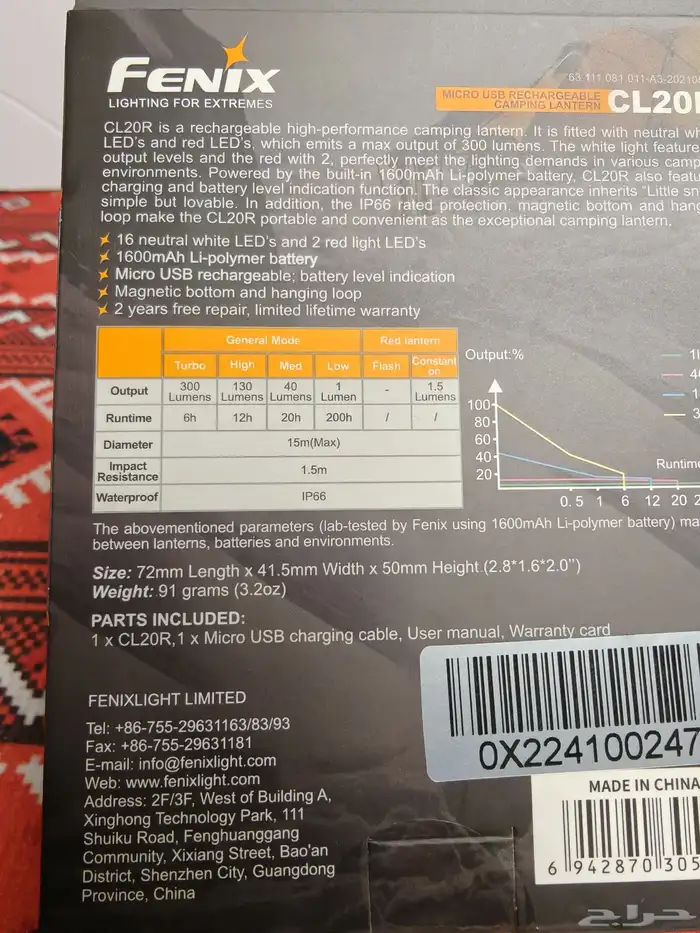 FENIX
LIGHTING FOR EXTREMES
63.111.081.011-A3-202108
MICRO USB RECHARGEABLE
CAMPING LANTERN CL20R
CL20R is a rechargeable high-performance camping lantern. It is fitted with neutral
LED's and red LED's, which emits a max output of 300 lumens. The white light
output levels and the red with 2, perfectly meet the lighting demands in various
environments. Powered by the built-in 1600mAh Li-polymer battery, CL20R also
charging and battery level indication function. The classic appearance inherits "Little
simple but lovable. In addition, the IP66 rated protection, magnetic bottom and
loop make the CL20R portable and convenient as the exceptional camping lantern.
16 neutral white LED's and 2 red light LED's
1600mAh Li-polymer battery
Micro USB rechargeable; battery level indication
Magnetic bottom and hanging loop
2 years free repair, limited lifetime warranty
General Mode Red lantern
Turbo High Med Low Flash Constant on
Output 300 Lumens 130 Lumens 40 Lumens 1 Lumen - 1.5 Lumens
Runtime 6h 12h 20h 200h / /
Diameter 15m(Max)
Impact Resistance 1.5m
Waterproof IP66
Output:%
100
80
60
40
20
Runtime
0.5 1 6 12 20
The abovementioned parameters (lab-tested by Fenix using 1600mAh Li-polymer battery)
between lanterns, batteries and environments.
Size: 72mm Length x 41.5mm Width x 50mm Height.(2.8*1.6*2.0")
Weight: 91 grams (3.2oz)
PARTS INCLUDED:
1 x CL20R,1 x Micro USB charging cable, User manual, Warranty card
FENIXLIGHT LIMITED
Tel: +86-755-29631163/83/93
Fax: +86-755-29631181
E-mail: info@fenixlight.com
Web: www.fenixlight.com
Address: 2F/3F, West of Building A,
Xinghong Technology Park, 111
Shuiku Road, Fenghuanggang
Community, Xixiang Street, Bao'an
District, Shenzhen City, Guangdong
Province, China
0X224100247
MADE IN CHINA
6 942870 305
حراج